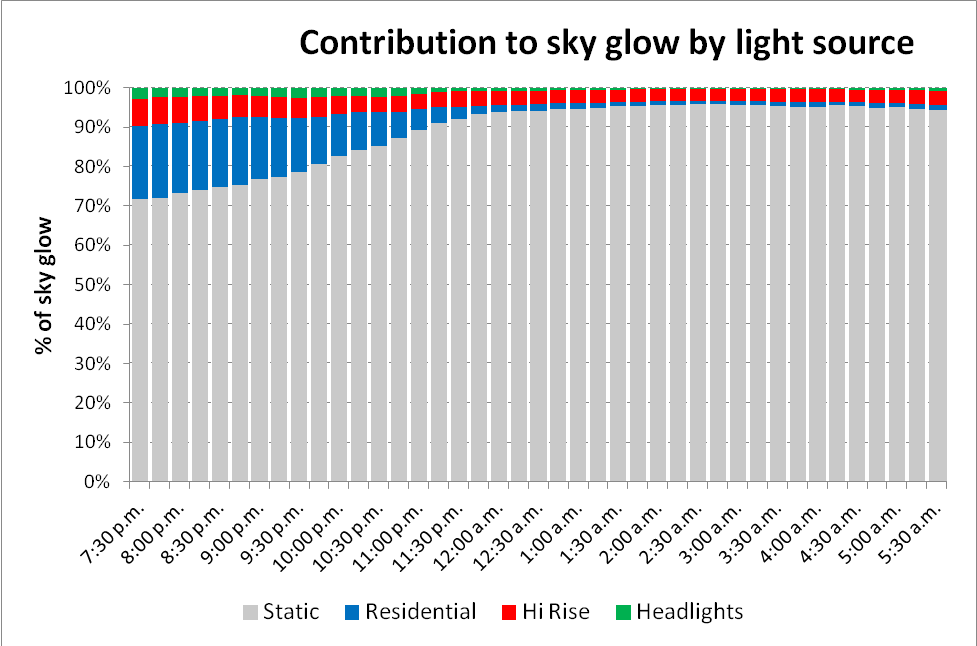 Contribution to sky glow by light source
% of sky glow
100%
90%
80%
70%
60%
50%
40%
30%
20%
10%
0%
7:30 p.m.
8:00 p.m.
8:30 p.m.
9:00 p.m.
9:30 p.m.
10:00 p.m.
10:30 p.m.
11:00 p.m.
11:30 p.m.
12:00 a.m.
12:30 a.m.
1:00 a.m.
1:30 a.m.
2:00 a.m.
2:30 a.m.
3:00 a.m.
3:30 a.m.
4:00 a.m.
4:30 a.m.
5:00 a.m.
5:30 a.m.
Static Residential Hi Rise Headlights